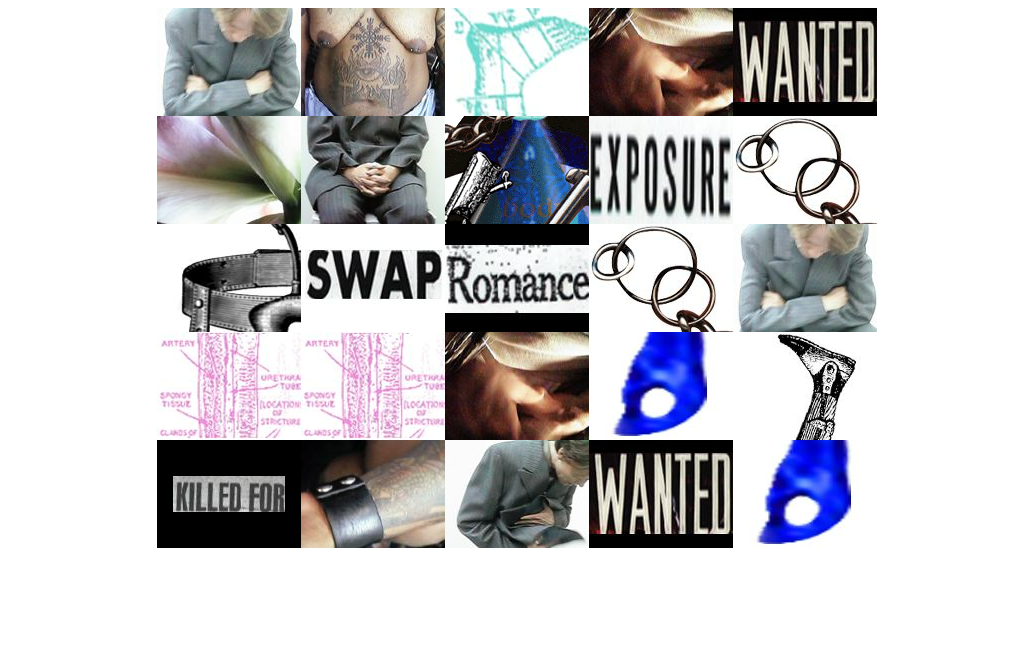 WANTED
EXPOSURE
SWAP
Romance
ARTERY
URETHRA
TUBE
SPONGY
TISSUE
[LOCATION
OF
STRICTURE
GLANDS OF
ARTERY
URETHRA
TUBE
SPONGY
TISSUE
[LOCATION
OF
STRICTURE
GLANDS OF
KILLED FOR
WANTED